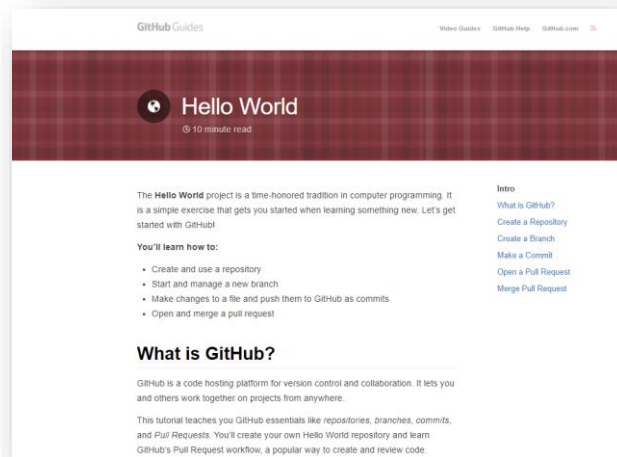 GitHub Guides
Video Guides GitHub Help GitHub.com
Hello World
10 minute read
The Hello World project is a time-honored tradition in computer programming. It
is a simple exercise that gets you started when learning something new. Let's get
started with GitHub!
You'll learn how to:
• Create and use a repository
• Start and manage a new branch
• Make changes to a file and push them to GitHub as commits
• Open and merge a pull request
What is GitHub?
GitHub is a code hosting platform for version control and collaboration. It lets you
and others work together on projects from anywhere.
This tutorial teaches you GitHub essentials like repositories, branches, commits,
and Pull Requests. You'll create your own Hello World repository and learn
GitHub's Pull Request workflow, a popular way to create and review code.
Intro
What is GitHub?
Create a Repository
Create a Branch
Make a Commit
Open a Pull Request
Merge Pull Request